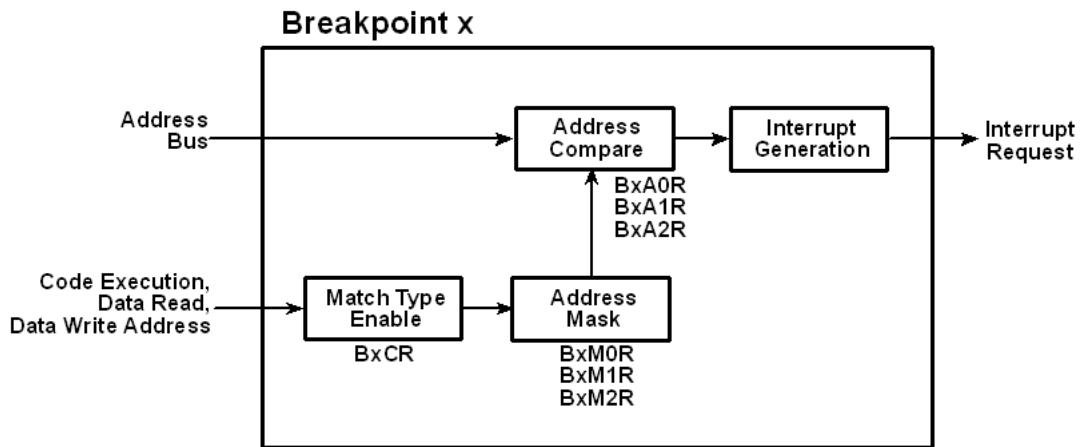 Breakpoint x
Address
Bus
Address
Compare
Interrupt
Generation
Interrupt
Request
BxA0R
BxA1R
BxA2R
Code Execution,
Data Read,
Data Write Address
Match Type
Enable
Address
Mask
BxCR
BxM0R
BxM1R
BxM2R